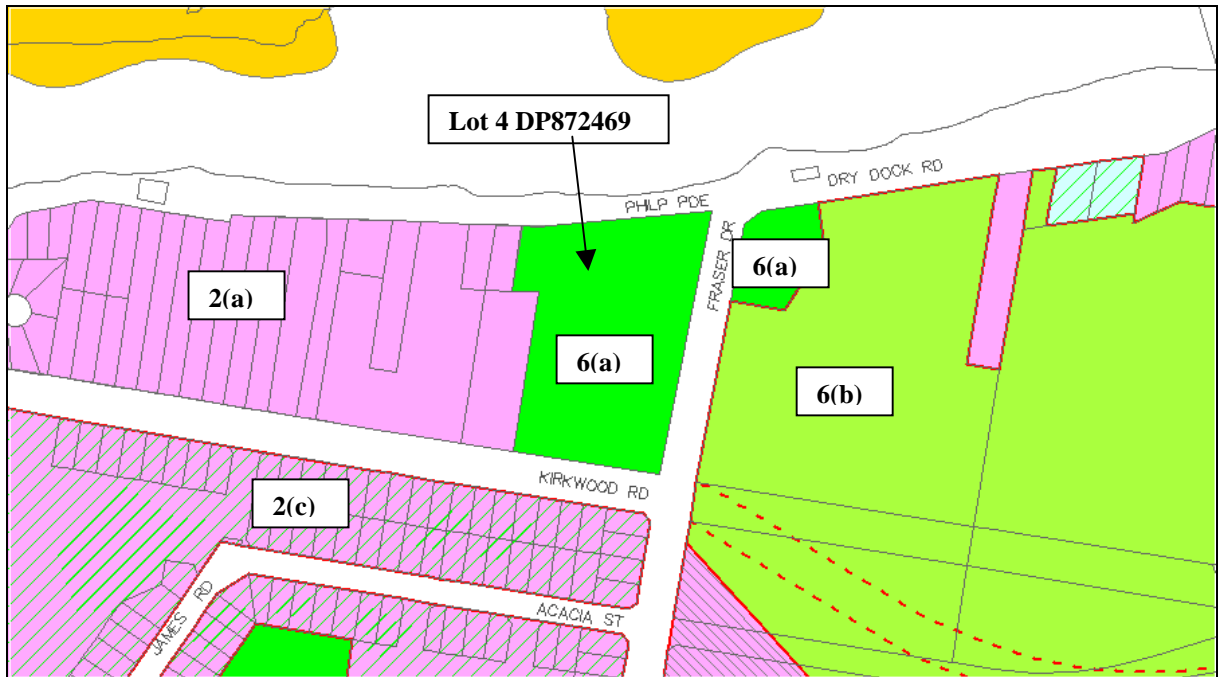 Lot 4 DP872469
DRY DOCK RD
PHILP PDE
FRASER DR
6(a)
2(a)
6(a)
6(b)
KIRKWOOD RD
2(c)
ACACIA ST
JAMES RD